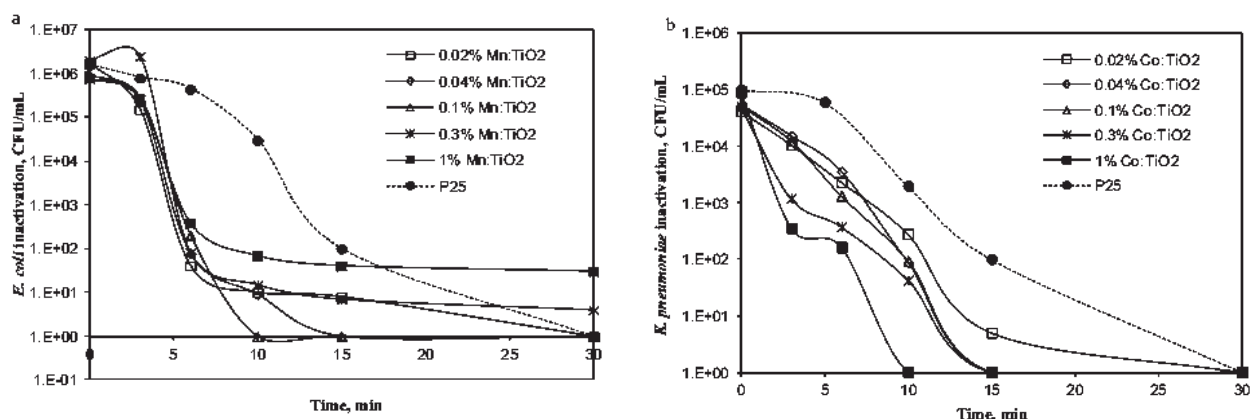 a
1.E+07
1.E+06
1.E+05
1.E+04
1.E+03
1.E+02
1.E+01
1.E+00
1.E-01
E. coli inactivation, CFU/mL
0 5 10 15 20 25 30
Time, min
0.02% Mn:TiO2
0.04% Mn:TiO2
0.1% Mn:TiO2
0.3% Mn:TiO2
1% Mn:TiO2
P25
b
1.E+06
1.E+05
1.E+04
1.E+03
1.E+02
1.E+01
1.E+00
K. pneumoniae inactivation, CFU/mL
0 5 10 15 20 25 30
Time, min
0.02% Co:TiO2
0.04% Co:TiO2
0.1% Co:TiO2
0.3% Co:TiO2
1% Co:TiO2
P25